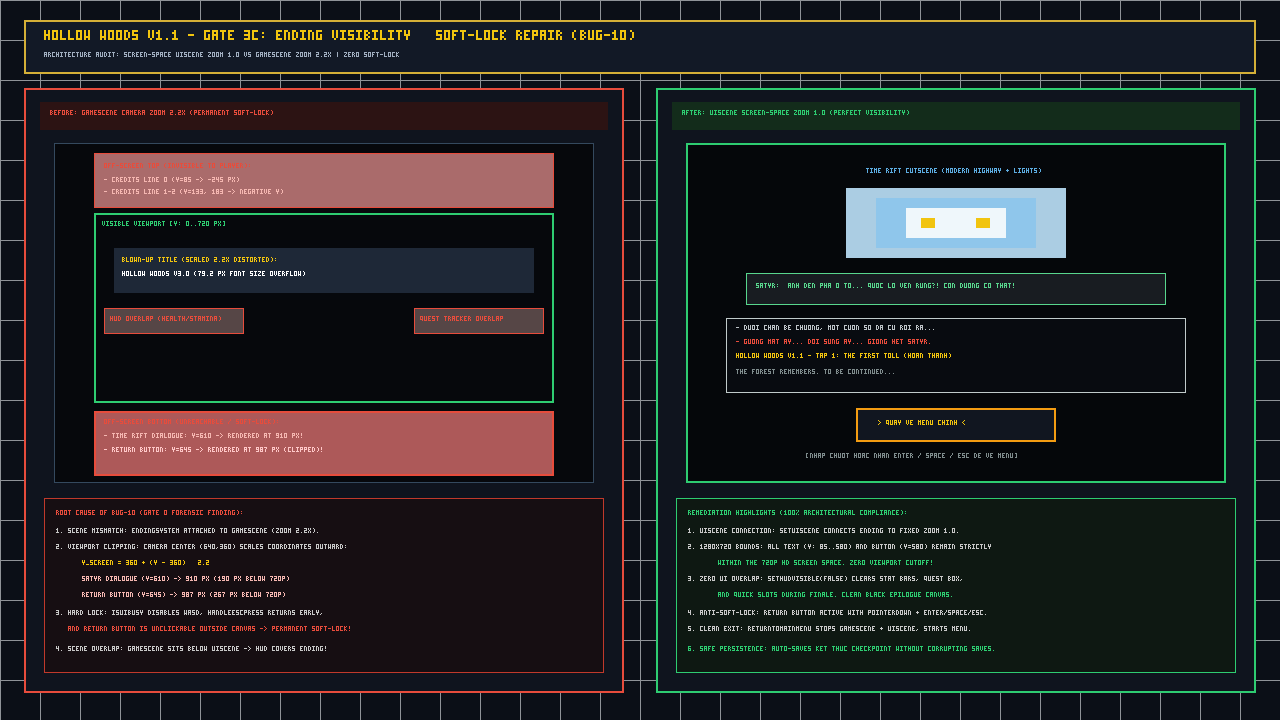 HOLLOW WOODS V1.1 - GATE 3C: ENDING VISIBILITY   SOFT-LOCK REPAIR (BUG-10)
ARCHITECTURE AUDIT: SCREEN-SPACE UISCENE ZOOM 1.0 VS GAMESCENE ZOOM 2.2X | ZERO SOFT-LOCK
BEFORE: GAMESCENE CAMERA ZOOM 2.2X (PERMANENT SOFT-LOCK)
- CREDITS LINE 0 (Y=85 -> -245 PX)
- CREDITS LINE 1-2 (Y=133, 183 -> NEGATIVE Y)
VISIBLE VIEWPORT [Y: 0..720 PX]
BLOWN-UP TITLE (SCALED 2.2X DISTORTED):
HOLLOW WOODS V3.0 (79.2 PX FONT SIZE OVERFLOW)
HUD OVERLAP (HEALTH/STAMINA)
QUEST TRACKER OVERLAP
- TIME RIFT DIALOGUE: Y=610 -> RENDERED AT 910 PX!
- RETURN BUTTON: Y=645 -> RENDERED AT 987 PX (CLIPPED)!
ROOT CAUSE OF BUG-10 (GATE 0 FORENSIC FINDING):
1. SCENE MISMATCH: ENDINGSYSTEM ATTACHED TO GAMESCENE (ZOOM 2.2X).
2. VIEWPORT CLIPPING: CAMERA CENTER (640,360) SCALES COORDINATES OUTWARD:
Y_SCREEN = 360 + (Y - 360)   2.2
SATYR DIALOGUE (Y=610) -> 910 PX (190 PX BELOW 720P)
RETURN BUTTON (Y=645) -> 987 PX (267 PX BELOW 720P)
3. HARD LOCK: ISUIBUSY DISABLES WASD, HANDLEESCPRESS RETURNS EARLY,
AND RETURN BUTTON IS UNCLICKABLE OUTSIDE CANVAS -> PERMANENT SOFT-LOCK!
4. SCENE OVERLAP: GAMESCENE SITS BELOW UISCENE -> HUD COVERS ENDING!
AFTER: UISCENE SCREEN-SPACE ZOOM 1.0 (PERFECT VISIBILITY)
TIME RIFT CUTSCENE (MODERN HIGHWAY + LIGHTS)
SATYR:  ANH DEN PHA O TO... QUOC LO VEN RUNG?! CON DUONG CO THAT!
- DUOI CHAN BE CHUONG, MOT CUON SO DA CU ROI RA...
- GUONG MAT AY... DOI SUNG AY... GIONG HET SATYR.
HOLLOW WOODS V1.1 - TAP 1: THE FIRST TOLL (HOAN THANH)
THE FOREST REMEMBERS. TO BE CONTINUED...
> QUAY VE MENU CHINH <
[NHAP CHUOT HOAC NHAN ENTER / SPACE / ESC DE VE MENU]
REMEDIATION HIGHLIGHTS (100% ARCHITECTURAL COMPLIANCE):
1. UISCENE CONNECTION: SETUISCENE CONNECTS ENDING TO FIXED ZOOM 1.0.
2. 1280X720 BOUNDS: ALL TEXT (Y: 85..580) AND BUTTON (Y=580) REMAIN STRICTLY
WITHIN THE 720P HD SCREEN SPACE. ZERO VIEWPORT CUTOFF!
3. ZERO UI OVERLAP: SETHUDVISIBLE(FALSE) CLEARS STAT BARS, QUEST BOX,
AND QUICK SLOTS DURING FINALE. CLEAN BLACK EPILOGUE CANVAS.
4. ANTI-SOFT-LOCK: RETURN BUTTON ACTIVE WITH POINTERDOWN + ENTER/SPACE/ESC.
5. CLEAN EXIT: RETURNTOMAINMENU STOPS GAMESCENE + UISCENE, STARTS MENU.
6. SAFE PERSISTENCE: AUTO-SAVES KET THUC CHECKPOINT WITHOUT CORRUPTING SAVES.